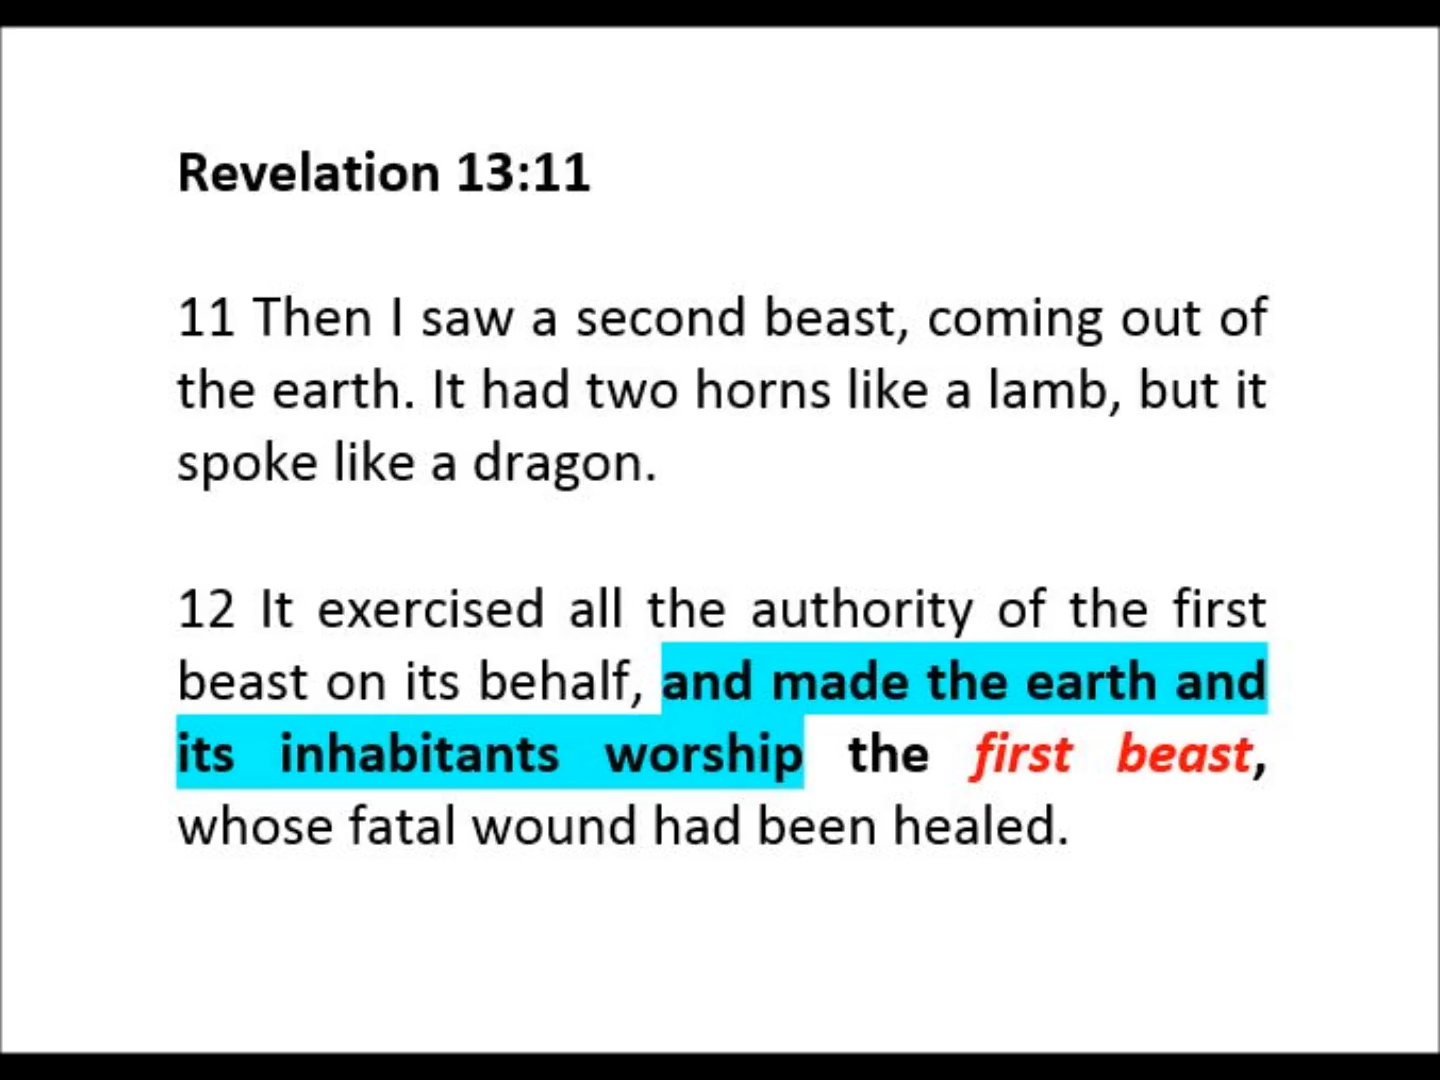 Revelation 13:11
11 Then I saw a second beast, coming out of
the earth. It had two horns like a lamb, but it
spoke like a dragon.
12 It exercised all the authority of the first
beast on its behalf, and made the earth and
its inhabitants worship the first beast,
whose fatal wound had been healed.